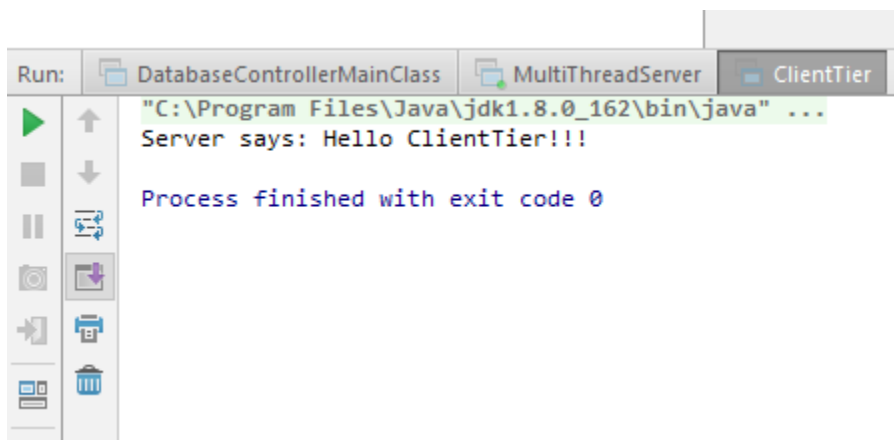 Run: DatabaseControllerMainClass MultiThreadServer ClientTier
"C:\Program Files\Java\jdk1.8.0_162\bin\java" ...
Server says: Hello ClientTier!!!
Process finished with exit code 0